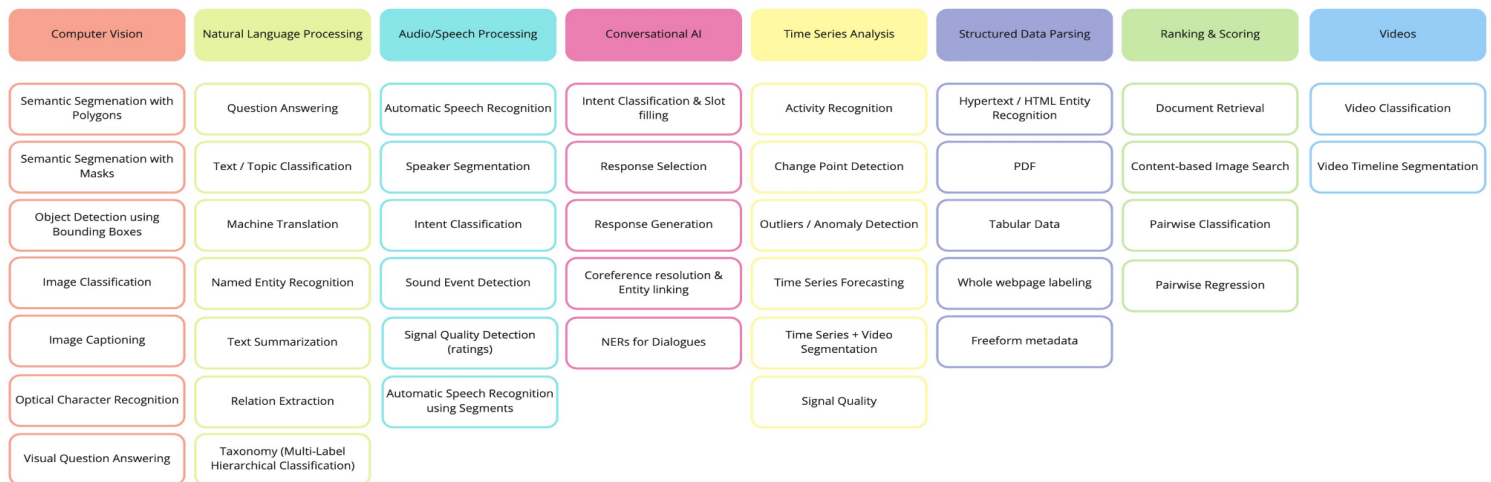 Computer Vision
Natural Language Processing
Audio/Speech Processing
Conversational AI
Time Series Analysis
Structured Data Parsing
Ranking & Scoring
Videos
Semantic Segmenation with
Polygons
Question Answering
Automatic Speech Recognition
Intent Classification & Slot
filling
Activity Recognition
Hypertext / HTML Entity
Recognition
Document Retrieval
Video Classification
Semantic Segmenation with
Masks
Text / Topic Classification
Speaker Segmentation
Response Selection
Change Point Detection
PDF
Content-based Image Search
Video Timeline Segmentation
Object Detection using
Bounding Boxes
Machine Translation
Intent Classification
Response Generation
Outliers / Anomaly Detection
Tabular Data
Pairwise Classification
Image Classification
Named Entity Recognition
Sound Event Detection
Coreference resolution &
Entity linking
Time Series Forecasting
Whole webpage labeling
Pairwise Regression
Image Captioning
Text Summarization
Signal Quality Detection
(ratings)
NERs for Dialogues
Time Series + Video
Segmentation
Freeform metadata
Optical Character Recognition
Relation Extraction
Automatic Speech Recognition
using Segments
Signal Quality
Visual Question Answering
Taxonomy (Multi-Label
Hierarchical Classification)